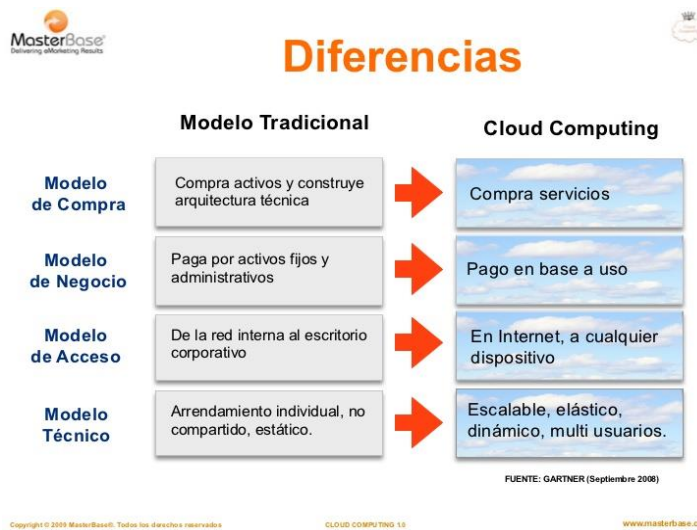 MasterBase®
Delivering eMarketing Results
Diferencias
Modelo Tradicional
Cloud Computing
Modelo
de Compra
Compra activos y construye
arquitectura técnica
Compra servicios
Modelo
de Negocio
Paga por activos fijos y
administrativos
Pago en base a uso
Modelo
de Acceso
De la red interna al escritorio
corporativo
En Internet, a cualquier
dispositivo
Modelo
Técnico
Arrendamiento individual, no
compartido, estático.
Escalable, elástico,
dinámico, multi usuarios.
FUENTE: GARTNER (Septiembre 2008)
Copyright © 2009 MasterBase®. Todos los derechos reservados
CLOUD COMPUTING 1.0
www.masterbase.c